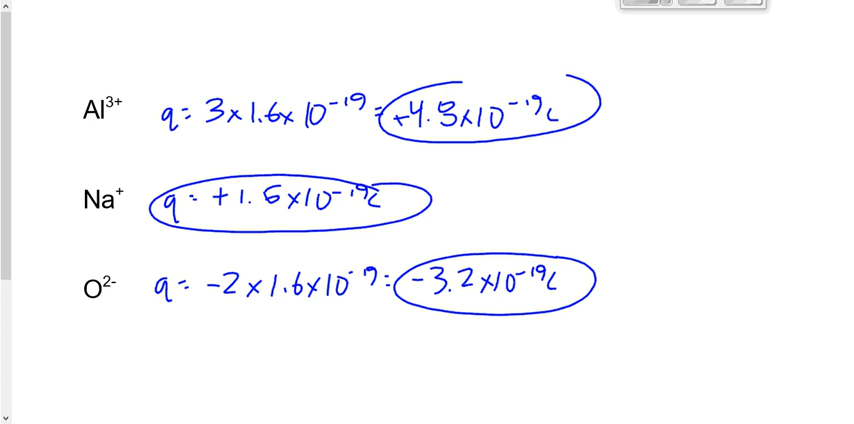 Al³⁺ q = 3 x 1.6 x 10⁻¹⁹ = +4.8 x 10⁻¹⁹ C
Na⁺ q = +1.6 x 10⁻¹⁹ C
O²⁻ q = -2 x 1.6 x 10⁻¹⁹ = -3.2 x 10⁻¹⁹ C